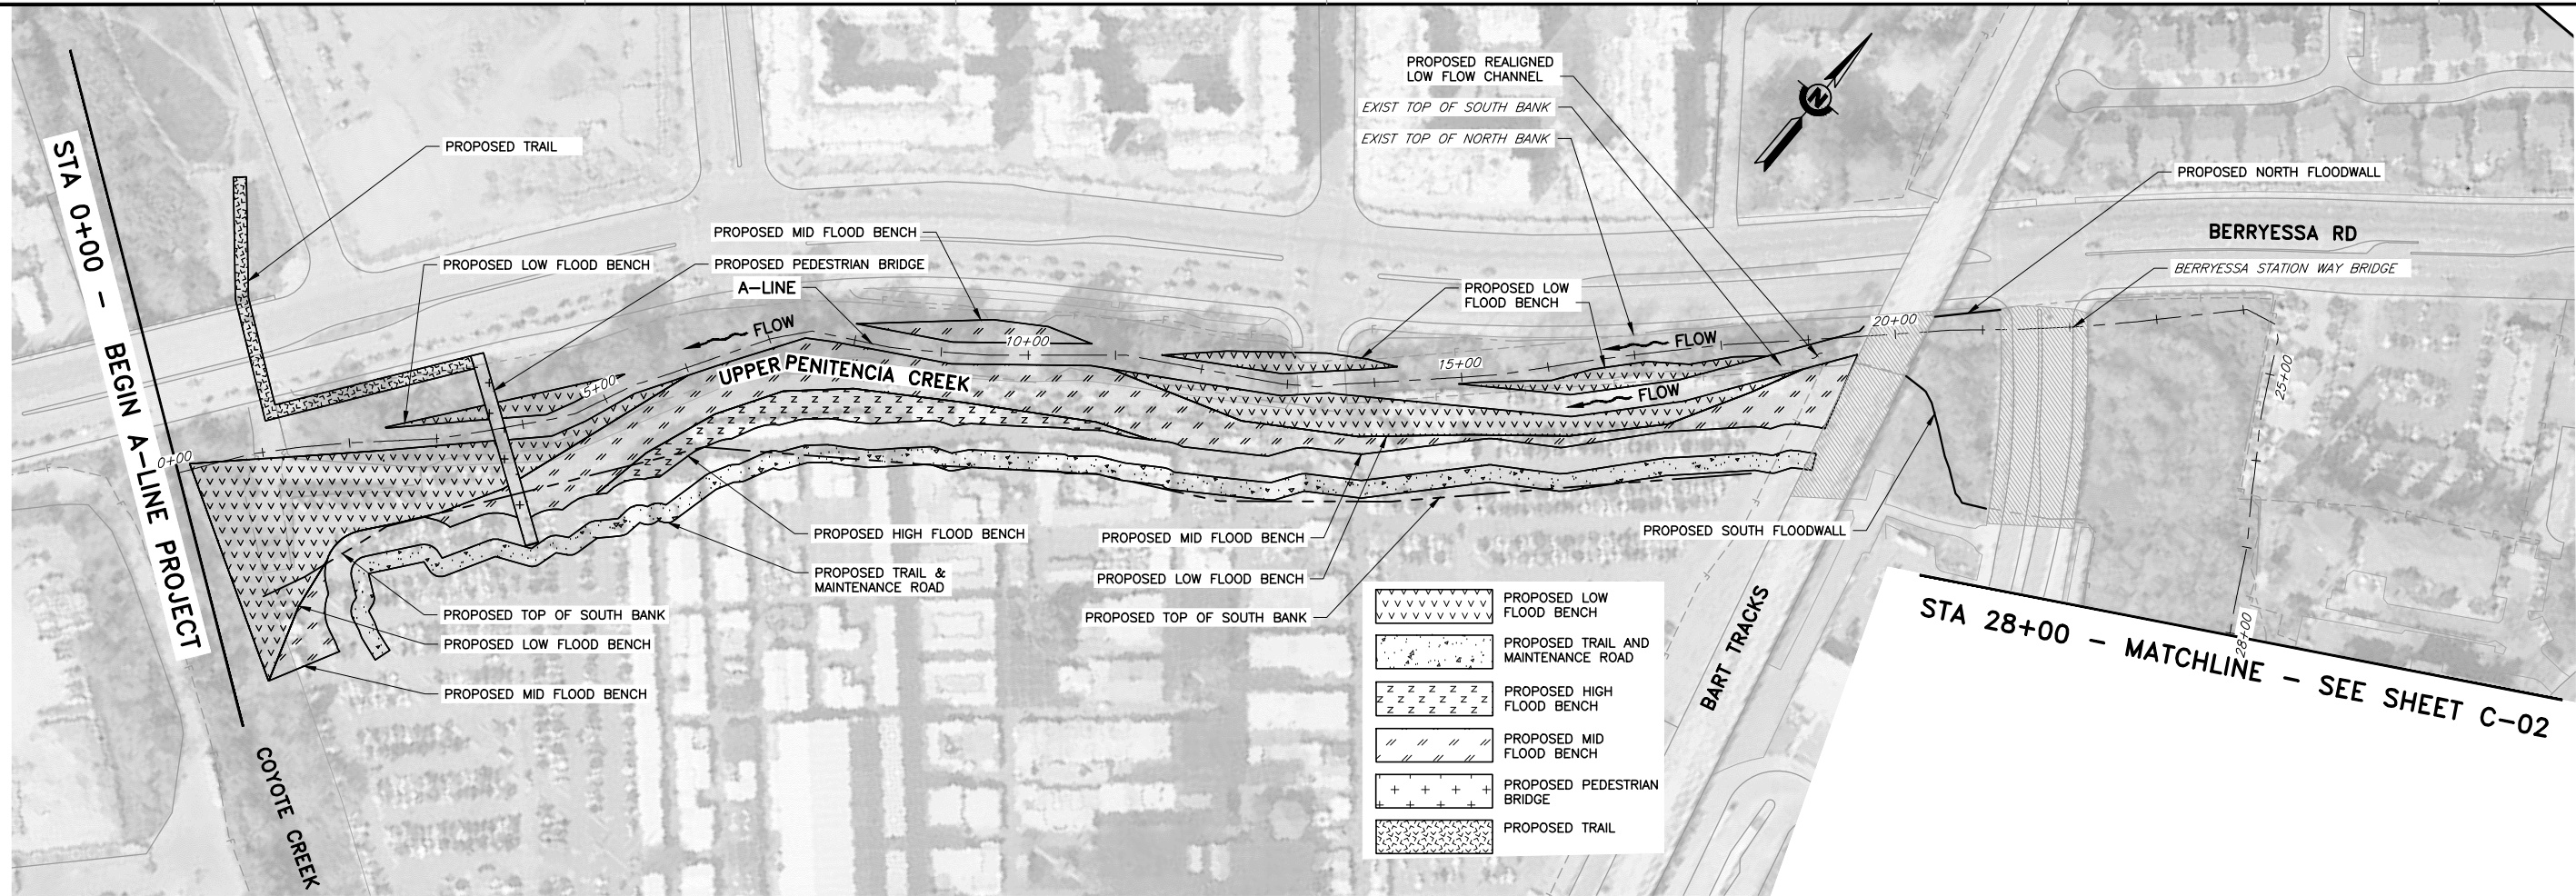 PROPOSED REALIGNED
LOW FLOW CHANNEL
EXIST TOP OF SOUTH BANK
EXIST TOP OF NORTH BANK
N
PROPOSED TRAIL
PROPOSED NORTH FLOODWALL
STA 0+00 - BEGIN A-LINE PROJECT
PROPOSED MID FLOOD BENCH
BERRYESSA RD
PROPOSED LOW FLOOD BENCH
PROPOSED PEDESTRIAN BRIDGE
BERRYESSA STATION WAY BRIDGE
A-LINE
PROPOSED LOW
FLOOD BENCH
FLOW
20+00
10+00
FLOW
15+00
UPPER PENITENCIA CREEK
5+00
FLOW
25+00
0+00
PROPOSED HIGH FLOOD BENCH
PROPOSED MID FLOOD BENCH
PROPOSED SOUTH FLOODWALL
PROPOSED TRAIL &
MAINTENANCE ROAD
PROPOSED LOW FLOOD BENCH
PROPOSED TOP OF SOUTH BANK
PROPOSED TOP OF SOUTH BANK
PROPOSED LOW FLOOD BENCH
PROPOSED MID FLOOD BENCH
COYOTE CREEK
BART TRACKS
28+00
STA 28+00 - MATCHLINE - SEE SHEET C-02
PROPOSED LOW
FLOOD BENCH
PROPOSED TRAIL AND
MAINTENANCE ROAD
PROPOSED HIGH
FLOOD BENCH
PROPOSED MID
FLOOD BENCH
PROPOSED PEDESTRIAN
BRIDGE
PROPOSED TRAIL